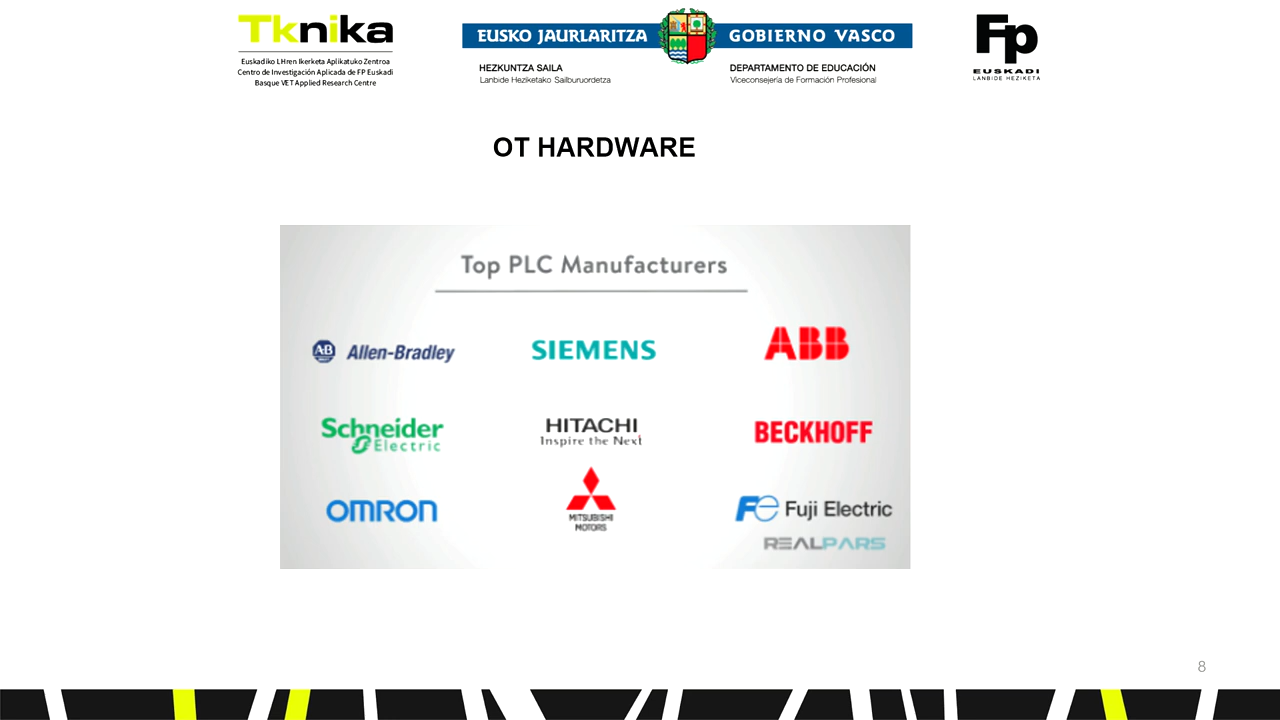 Tknika
Euskadiko LHren Ikerketa Aplikatuko Zentroa
Centro de Investigación Aplicada de FP Euskadi
Basque VET Applied Research Centre
EUSKO JAURLARITZA
GOBIERNO VASCO
HEZKUNTZA SAILA
Lanbide Heziketako Sailburuordetza
DEPARTAMENTO DE EDUCACIÓN
Viceconsejería de Formación Profesional
Fp
EUSKADI
LANBIDE HEZIKETA
OT HARDWARE
Top PLC Manufacturers
AB Allen-Bradley
SIEMENS
ABB
Schneider
Electric
HITACHI
Inspire the Next
BECKHOFF
OMRON
MITSUBISHI
MOTORS
Fe Fuji Electric
REALPARS
8